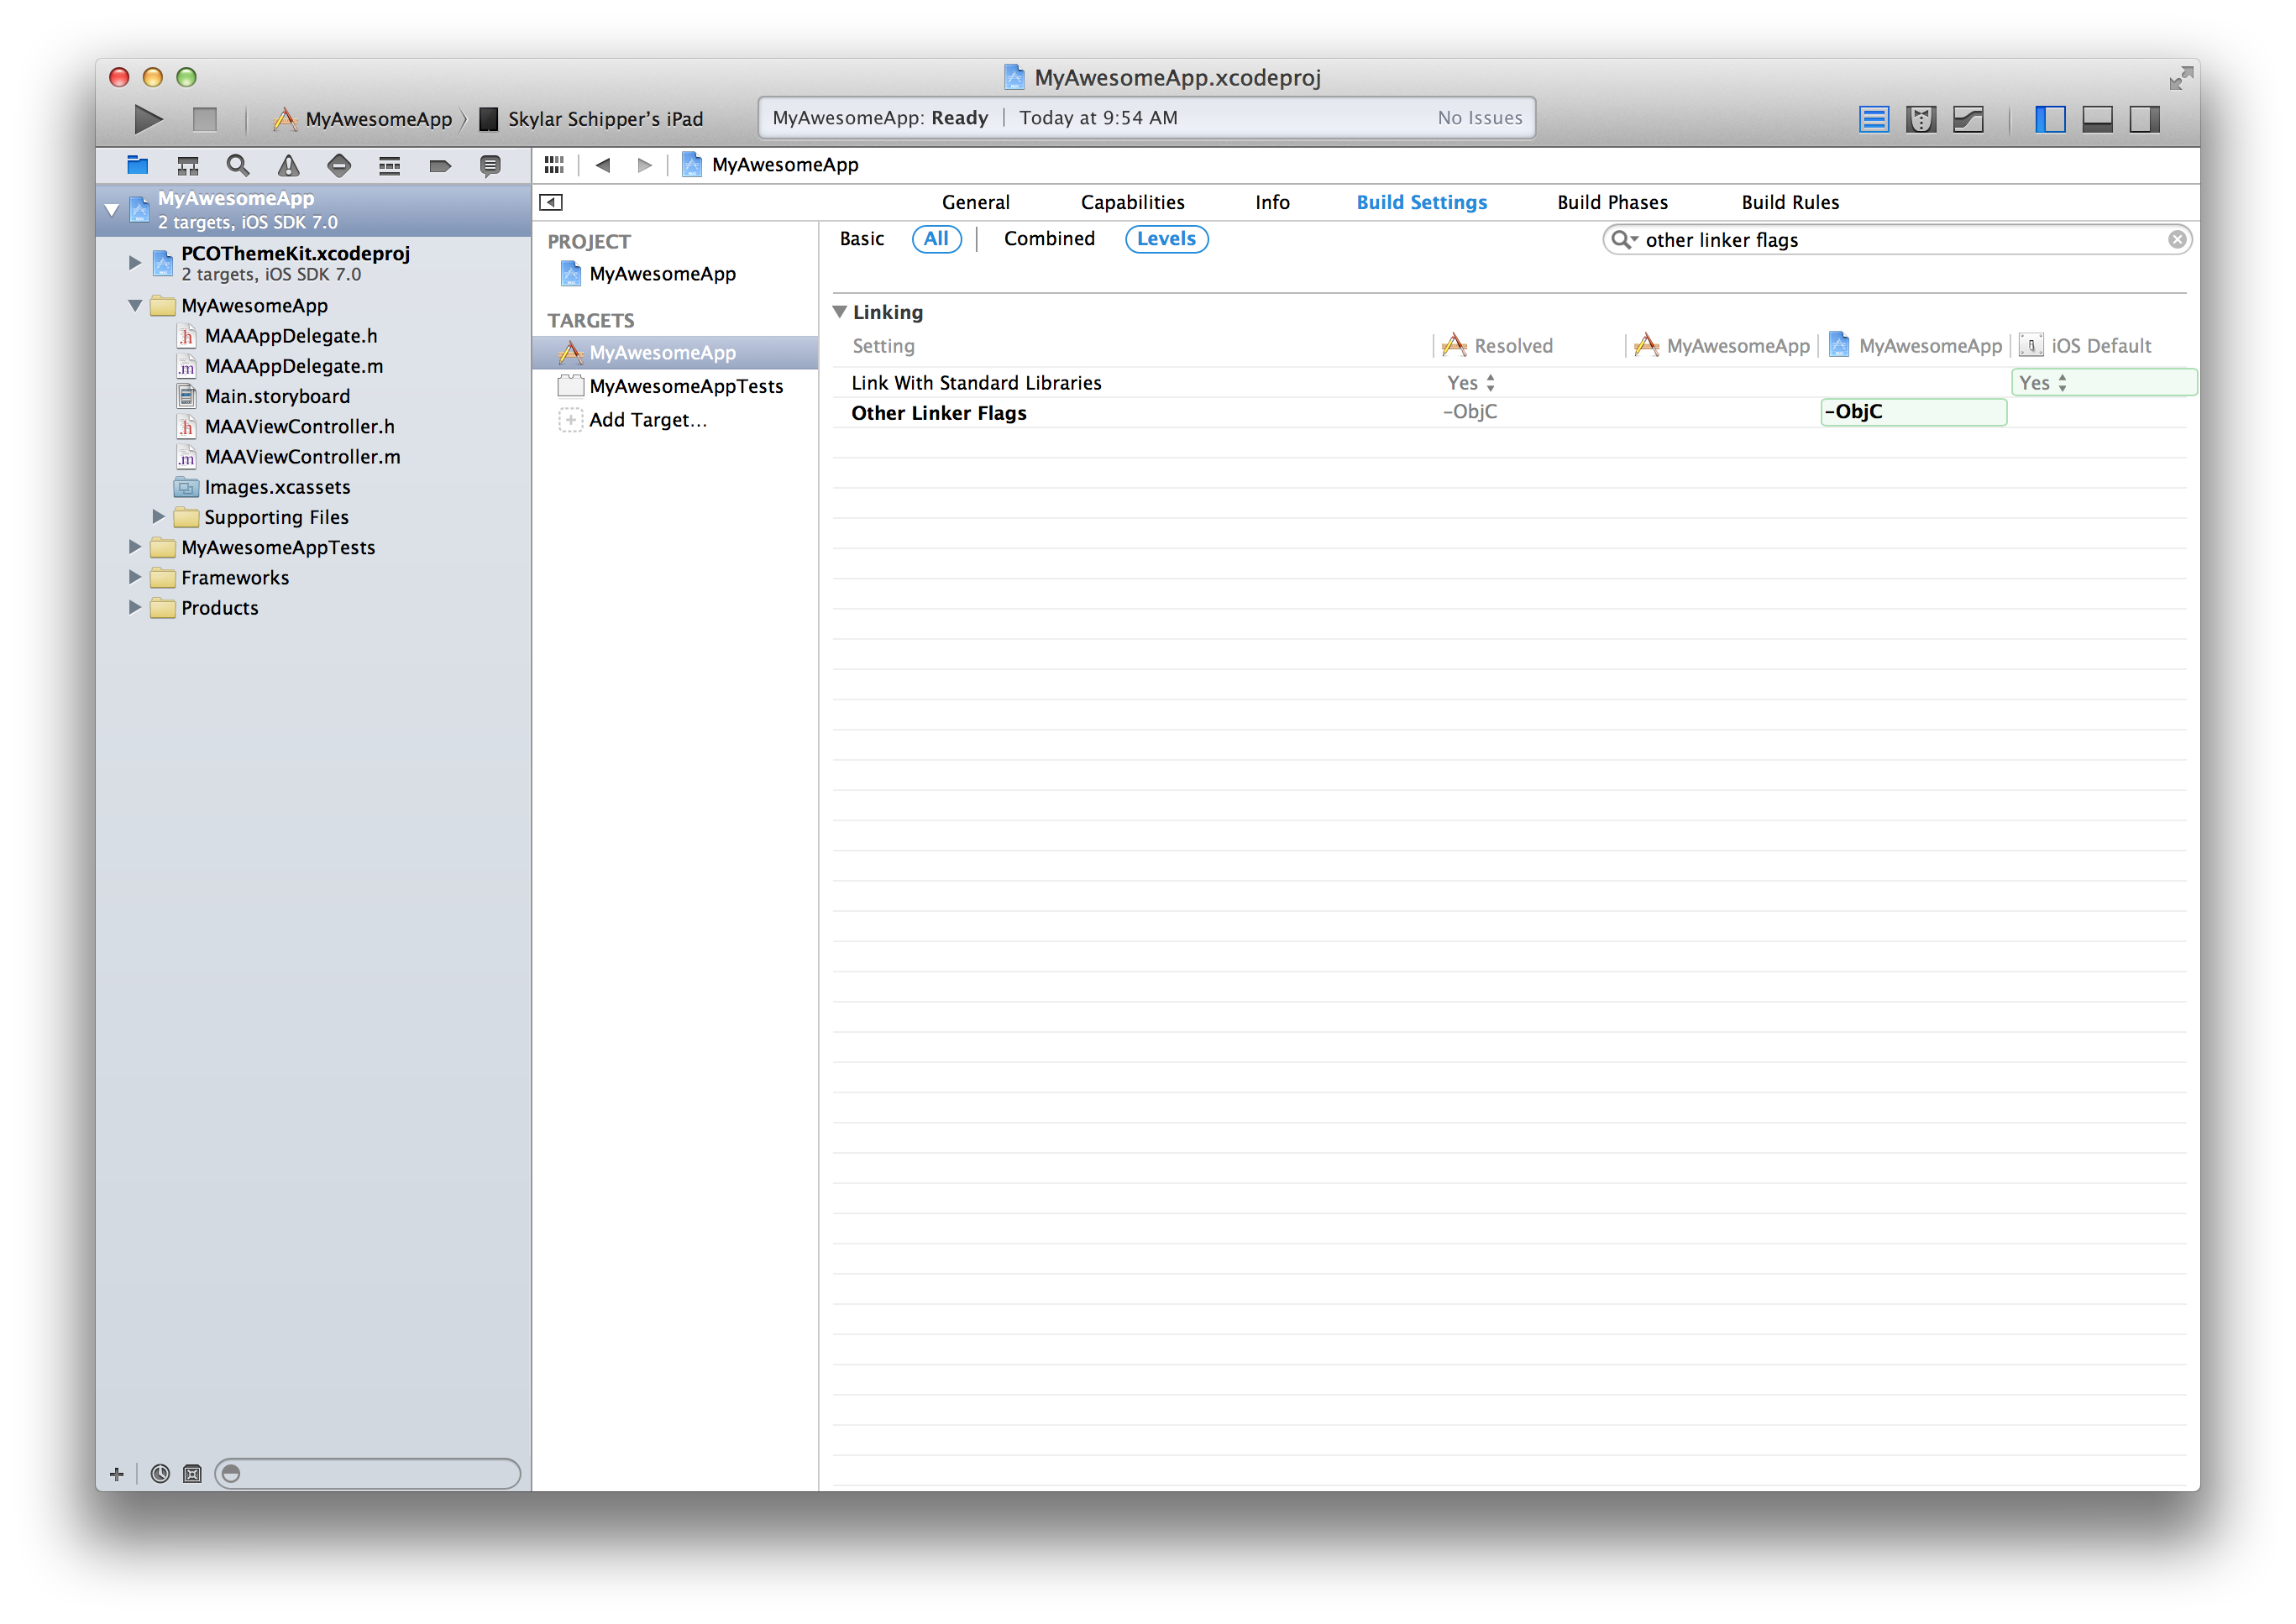 MyAwesomeApp.xcodeproj
MyAwesomeApp Skylar Schipper's iPad
MyAwesomeApp: Ready Today at 9:54 AM No Issues
MyAwesomeApp
MyAwesomeApp
2 targets, iOS SDK 7.0
PCOThemeKit.xcodeproj
2 targets, iOS SDK 7.0
MyAwesomeApp
.h MAAAppDelegate.h
.m MAAAppDelegate.m
Main.storyboard
.h MAAViewController.h
.m MAAViewController.m
Images.xcassets
Supporting Files
MyAwesomeAppTests
Frameworks
Products
General Capabilities Info Build Settings Build Phases Build Rules
PROJECT
MyAwesomeApp
TARGETS
MyAwesomeApp
MyAwesomeAppTests
Add Target...
Basic All Combined Levels other linker flags
Linking
Setting Resolved MyAwesomeApp MyAwesomeApp iOS Default
Link With Standard Libraries Yes Yes
Other Linker Flags -ObjC -ObjC